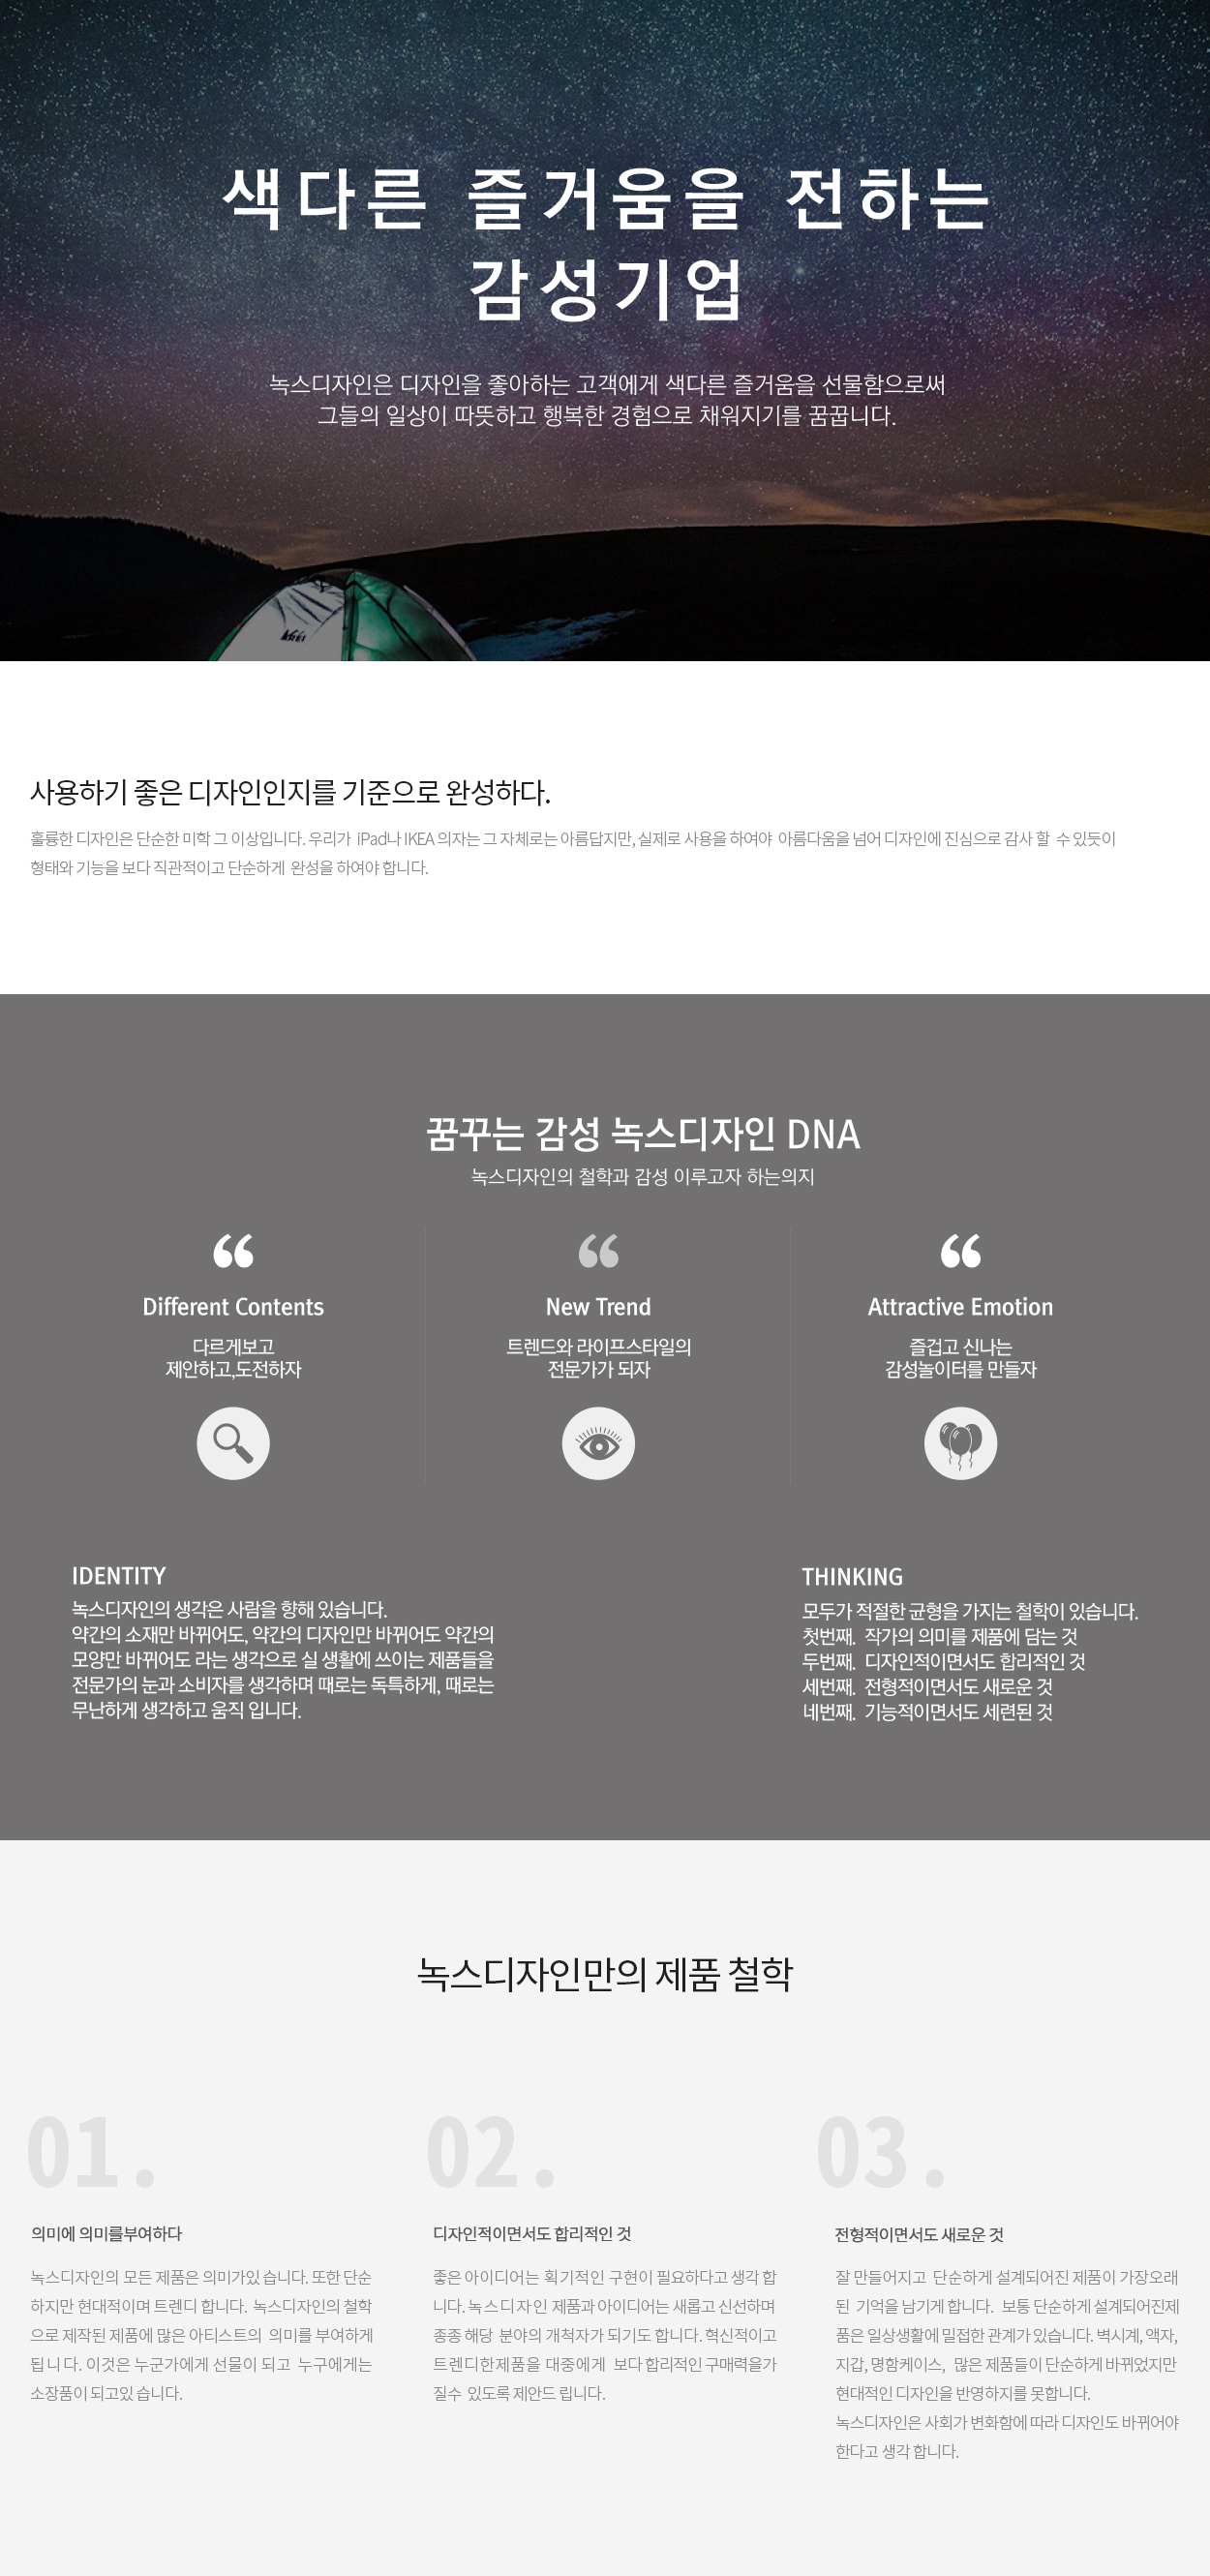 색다른 즐거움을 전하는
감성기업
녹스디자인은 디자인을 좋아하는 고객에게 색다른 즐거움을 선물함으로써
그들의 일상이 따뜻하고 행복한 경험으로 채워지기를 꿈꿉니다.
사용하기 좋은 디자인인지를 기준으로 완성하다.
훌륭한 디자인은 단순한 미학 그 이상입니다. 우리가 iPad나 IKEA 의자는 그 자체로는 아름답지만, 실제로 사용을 하여야 아름다움을 넘어 디자인에 진심으로 감사 할 수 있듯이
형태와 기능을 보다 직관적이고 단순하게 완성을 하여야 합니다.
꿈꾸는 감성 녹스디자인 DNA
녹스디자인의 철학과 감성 이루고자 하는의지
Different Contents
다르게보고
제안하고,도전하자
New Trend
트렌드와 라이프스타일의
전문가가 되자
Attractive Emotion
즐겁고 신나는
감성놀이터를 만들자
IDENTITY
녹스디자인의 생각은 사람을 향해 있습니다.
약간의 소재만 바뀌어도, 약간의 디자인만 바뀌어도 약간의
모양만 바뀌어도 라는 생각으로 실 생활에 쓰이는 제품들을
전문가의 눈과 소비자를 생각하며 때로는 독특하게, 때로는
무난하게 생각하고 움직 입니다.
THINKING
모두가 적절한 균형을 가지는 철학이 있습니다.
첫번째. 작가의 의미를 제품에 담는 것
두번째. 디자인적이면서도 합리적인 것
세번째. 전형적이면서도 새로운 것
네번째. 기능적이면서도 세련된 것
녹스디자인만의 제품 철학
01.
의미에 의미를부여하다
녹스디자인의 모든 제품은 의미가있 습니다. 또한 단순
하지만 현대적이며 트렌디 합니다. 녹스디자인의 철학
으로 제작된 제품에 많은 아티스트의 의미를 부여하게
됩니다. 이것은 누군가에게 선물이 되고 누구에게는
소장품이 되고있 습니다.
02.
디자인적이면서도 합리적인 것
좋은 아이디어는 획기적인 구현이 필요하다고 생각 합
니다. 녹스디자인 제품과 아이디어는 새롭고 신선하며
종종 해당 분야의 개척자가 되기도 합니다. 혁신적이고
트렌디한제품을 대중에게 보다 합리적인 구매력을가
질수 있도록 제안드 립니다.
03.
전형적이면서도 새로운 것
잘 만들어지고 단순하게 설계되어진 제품이 가장오래
된 기억을 남기게 합니다. 보통 단순하게 설계되어진제
품은 일상생활에 밀접한 관계가 있습니다. 벽시계, 액자,
지갑, 명함케이스, 많은 제품들이 단순하게 바뀌었지만
현대적인 디자인을 반영하지를 못합니다.
녹스디자인은 사회가 변화함에 따라 디자인도 바뀌어야
한다고 생각 합니다.